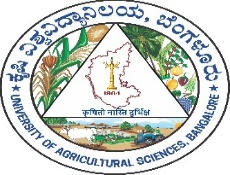 ಕೃಷಿ ವಿಶ್ವವಿದ್ಯಾನಿಲಯ, ಬೆಂಗಳೂರು
कृषितो नास्ति दुर्भिक्षं
UNIVERSITY OF AGRICULTURAL SCIENCES, BANGALORE